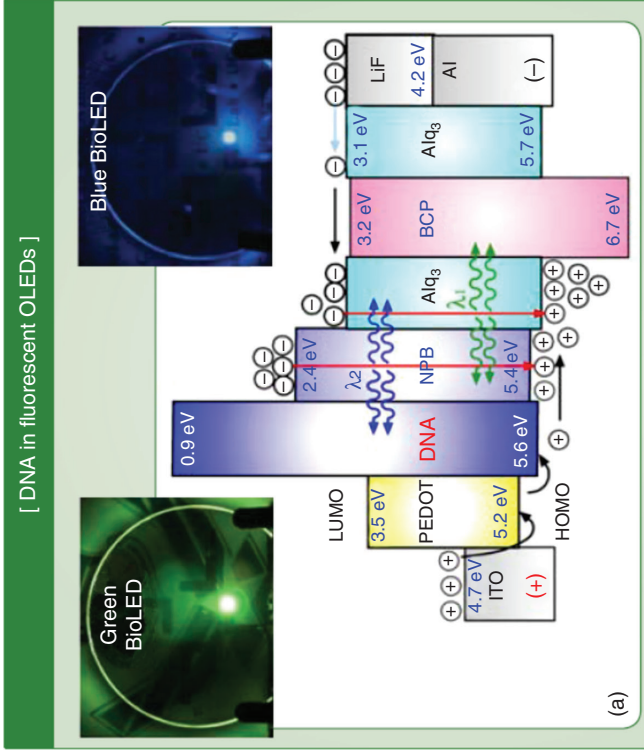 [ DNA in fluorescent OLEDs ]
Green
BioLED
Blue BioLED
0.9 eV
LUMO
2.4 eV
3.1 eV
LiF
3.5 eV
3.2 eV
4.2 eV
λ2
λ1
4.7 eV
ITO
(+)
PEDOT
DNA
NPB
Alq3
BCP
Alq3
Al
(−)
5.2 eV
5.6 eV
5.4 eV
5.7 eV
6.7 eV
HOMO
(a)